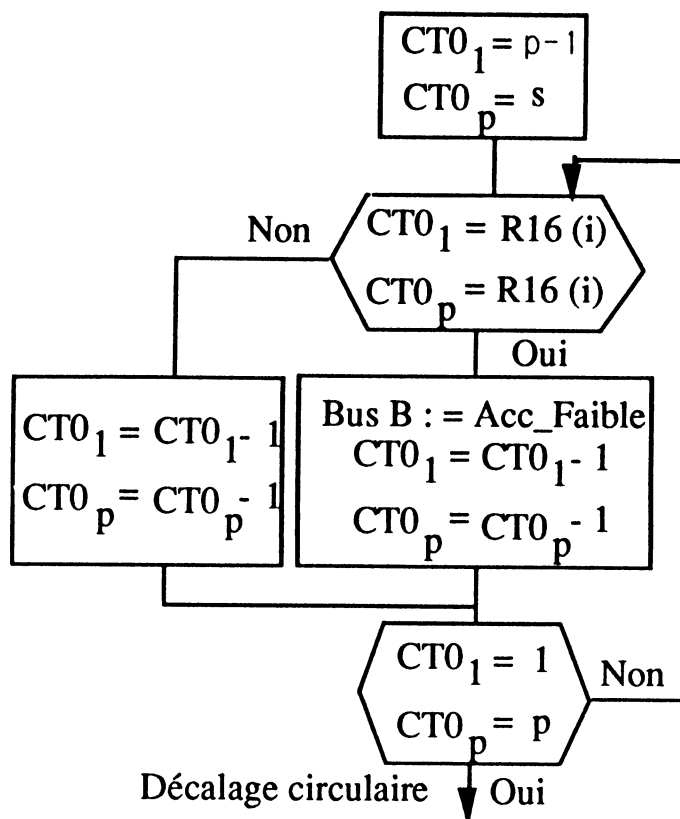 CT0₁ = p-1
CT0ₚ = s
Non
CT0₁ = R16 (i)
CT0ₚ = R16 (i)
Oui
CT0₁ = CT0₁- 1
CT0ₚ = CT0ₚ- 1
Bus B : = Acc_Faible
CT0₁ = CT0₁- 1
CT0ₚ = CT0ₚ- 1
CT0₁ = 1
CT0ₚ = p
Non
Décalage circulaire
Oui